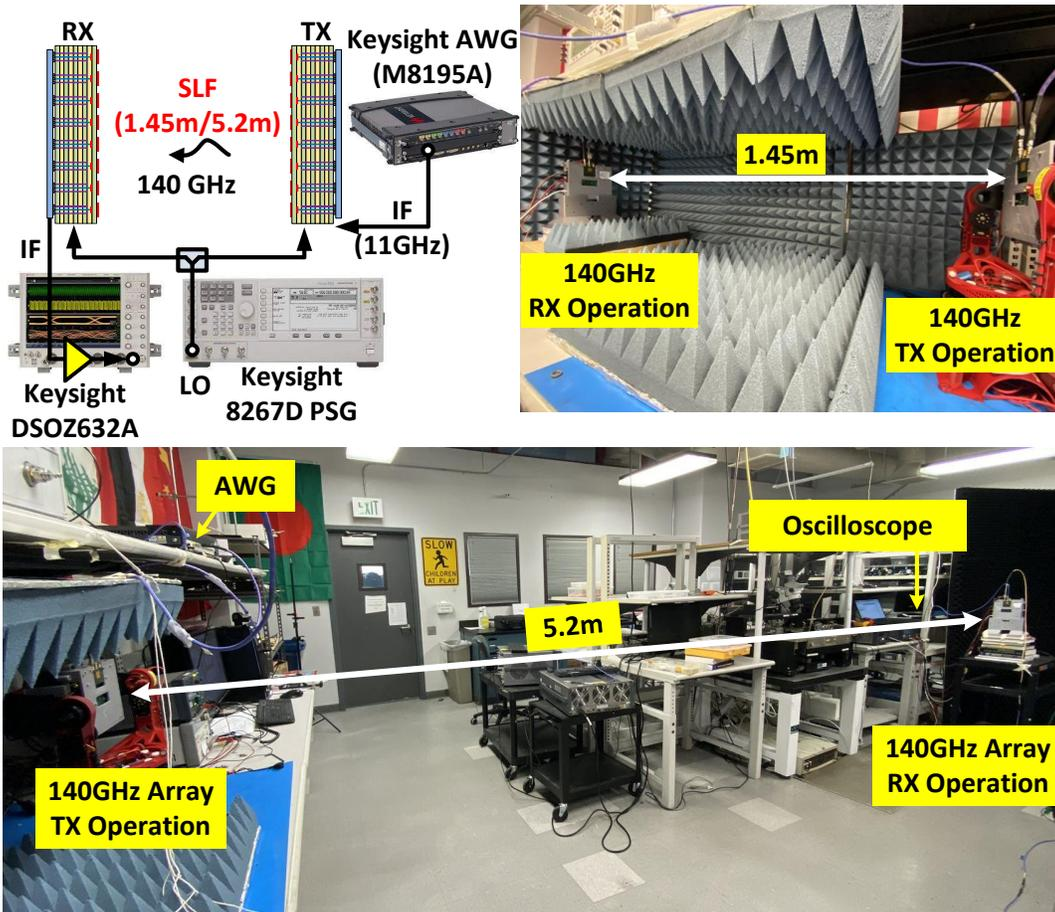 RX
TX
Keysight AWG
(M8195A)
SLF
(1.45m/5.2m)
140 GHz
IF
(11GHz)
IF
LO
Keysight
DSOZ632A
Keysight
8267D PSG
1.45m
140GHz
RX Operation
140GHz
TX Operation
AWG
EXIT
SLOW
CHILDREN
AT PLAY
Oscilloscope
5.2m
140GHz Array
TX Operation
140GHz Array
RX Operation